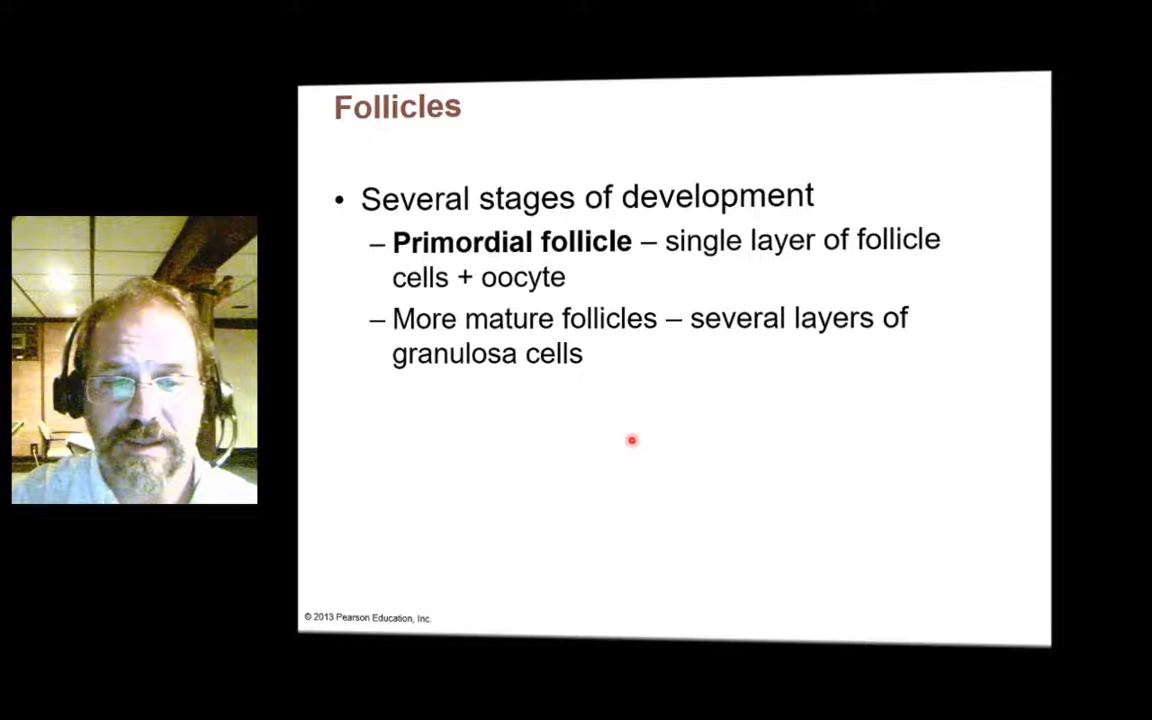 Follicles
• Several stages of development
– Primordial follicle – single layer of follicle
cells + oocyte
– More mature follicles – several layers of
granulosa cells
© 2013 Pearson Education, Inc.